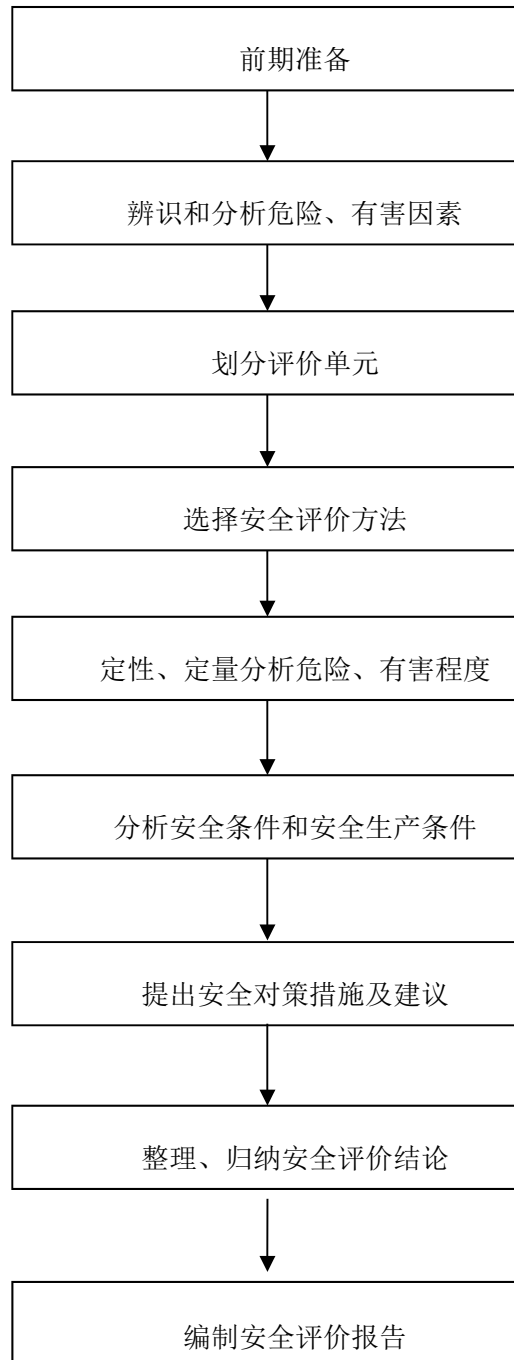 前期准备
辨识和分析危险、有害因素
划分评价单元
选择安全评价方法
定性、定量分析危险、有害程度
分析安全条件和安全生产条件
提出安全对策措施及建议
整理、归纳安全评价结论
编制安全评价报告